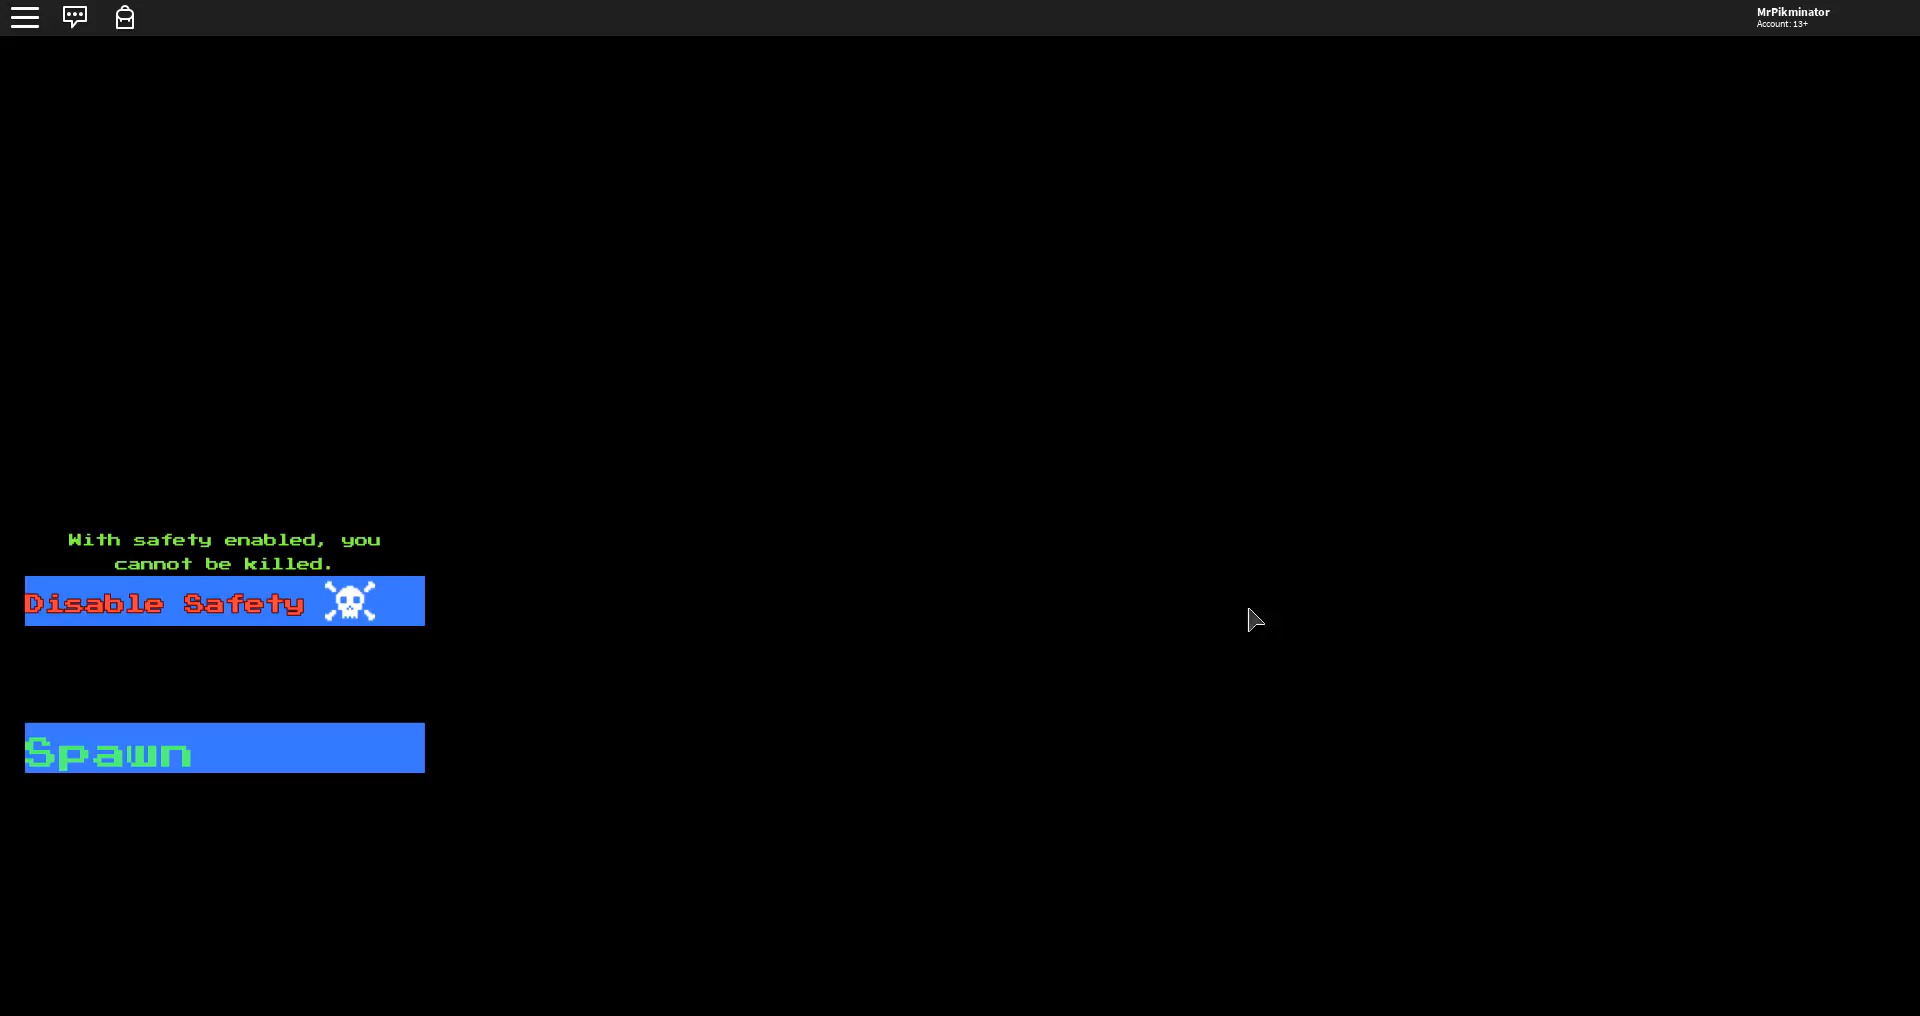 MrPikminator
Account: 13+
With safety enabled, you
cannot be killed.
Disable Safety
Spawn